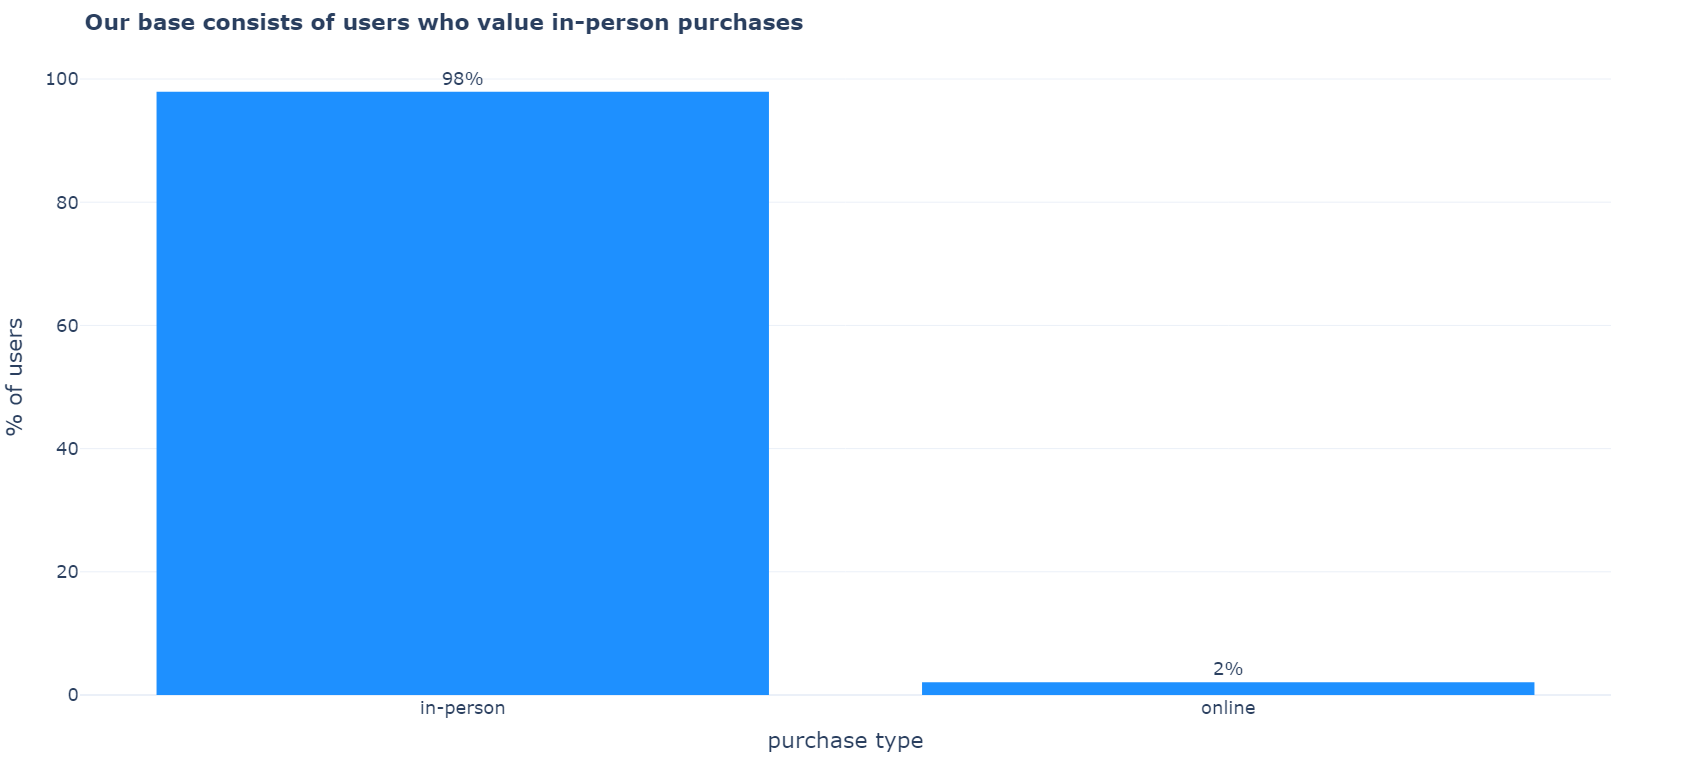 Our base consists of users who value in-person purchases
100
98%
80
60
% of users
40
20
2%
0
in-person
online
purchase type